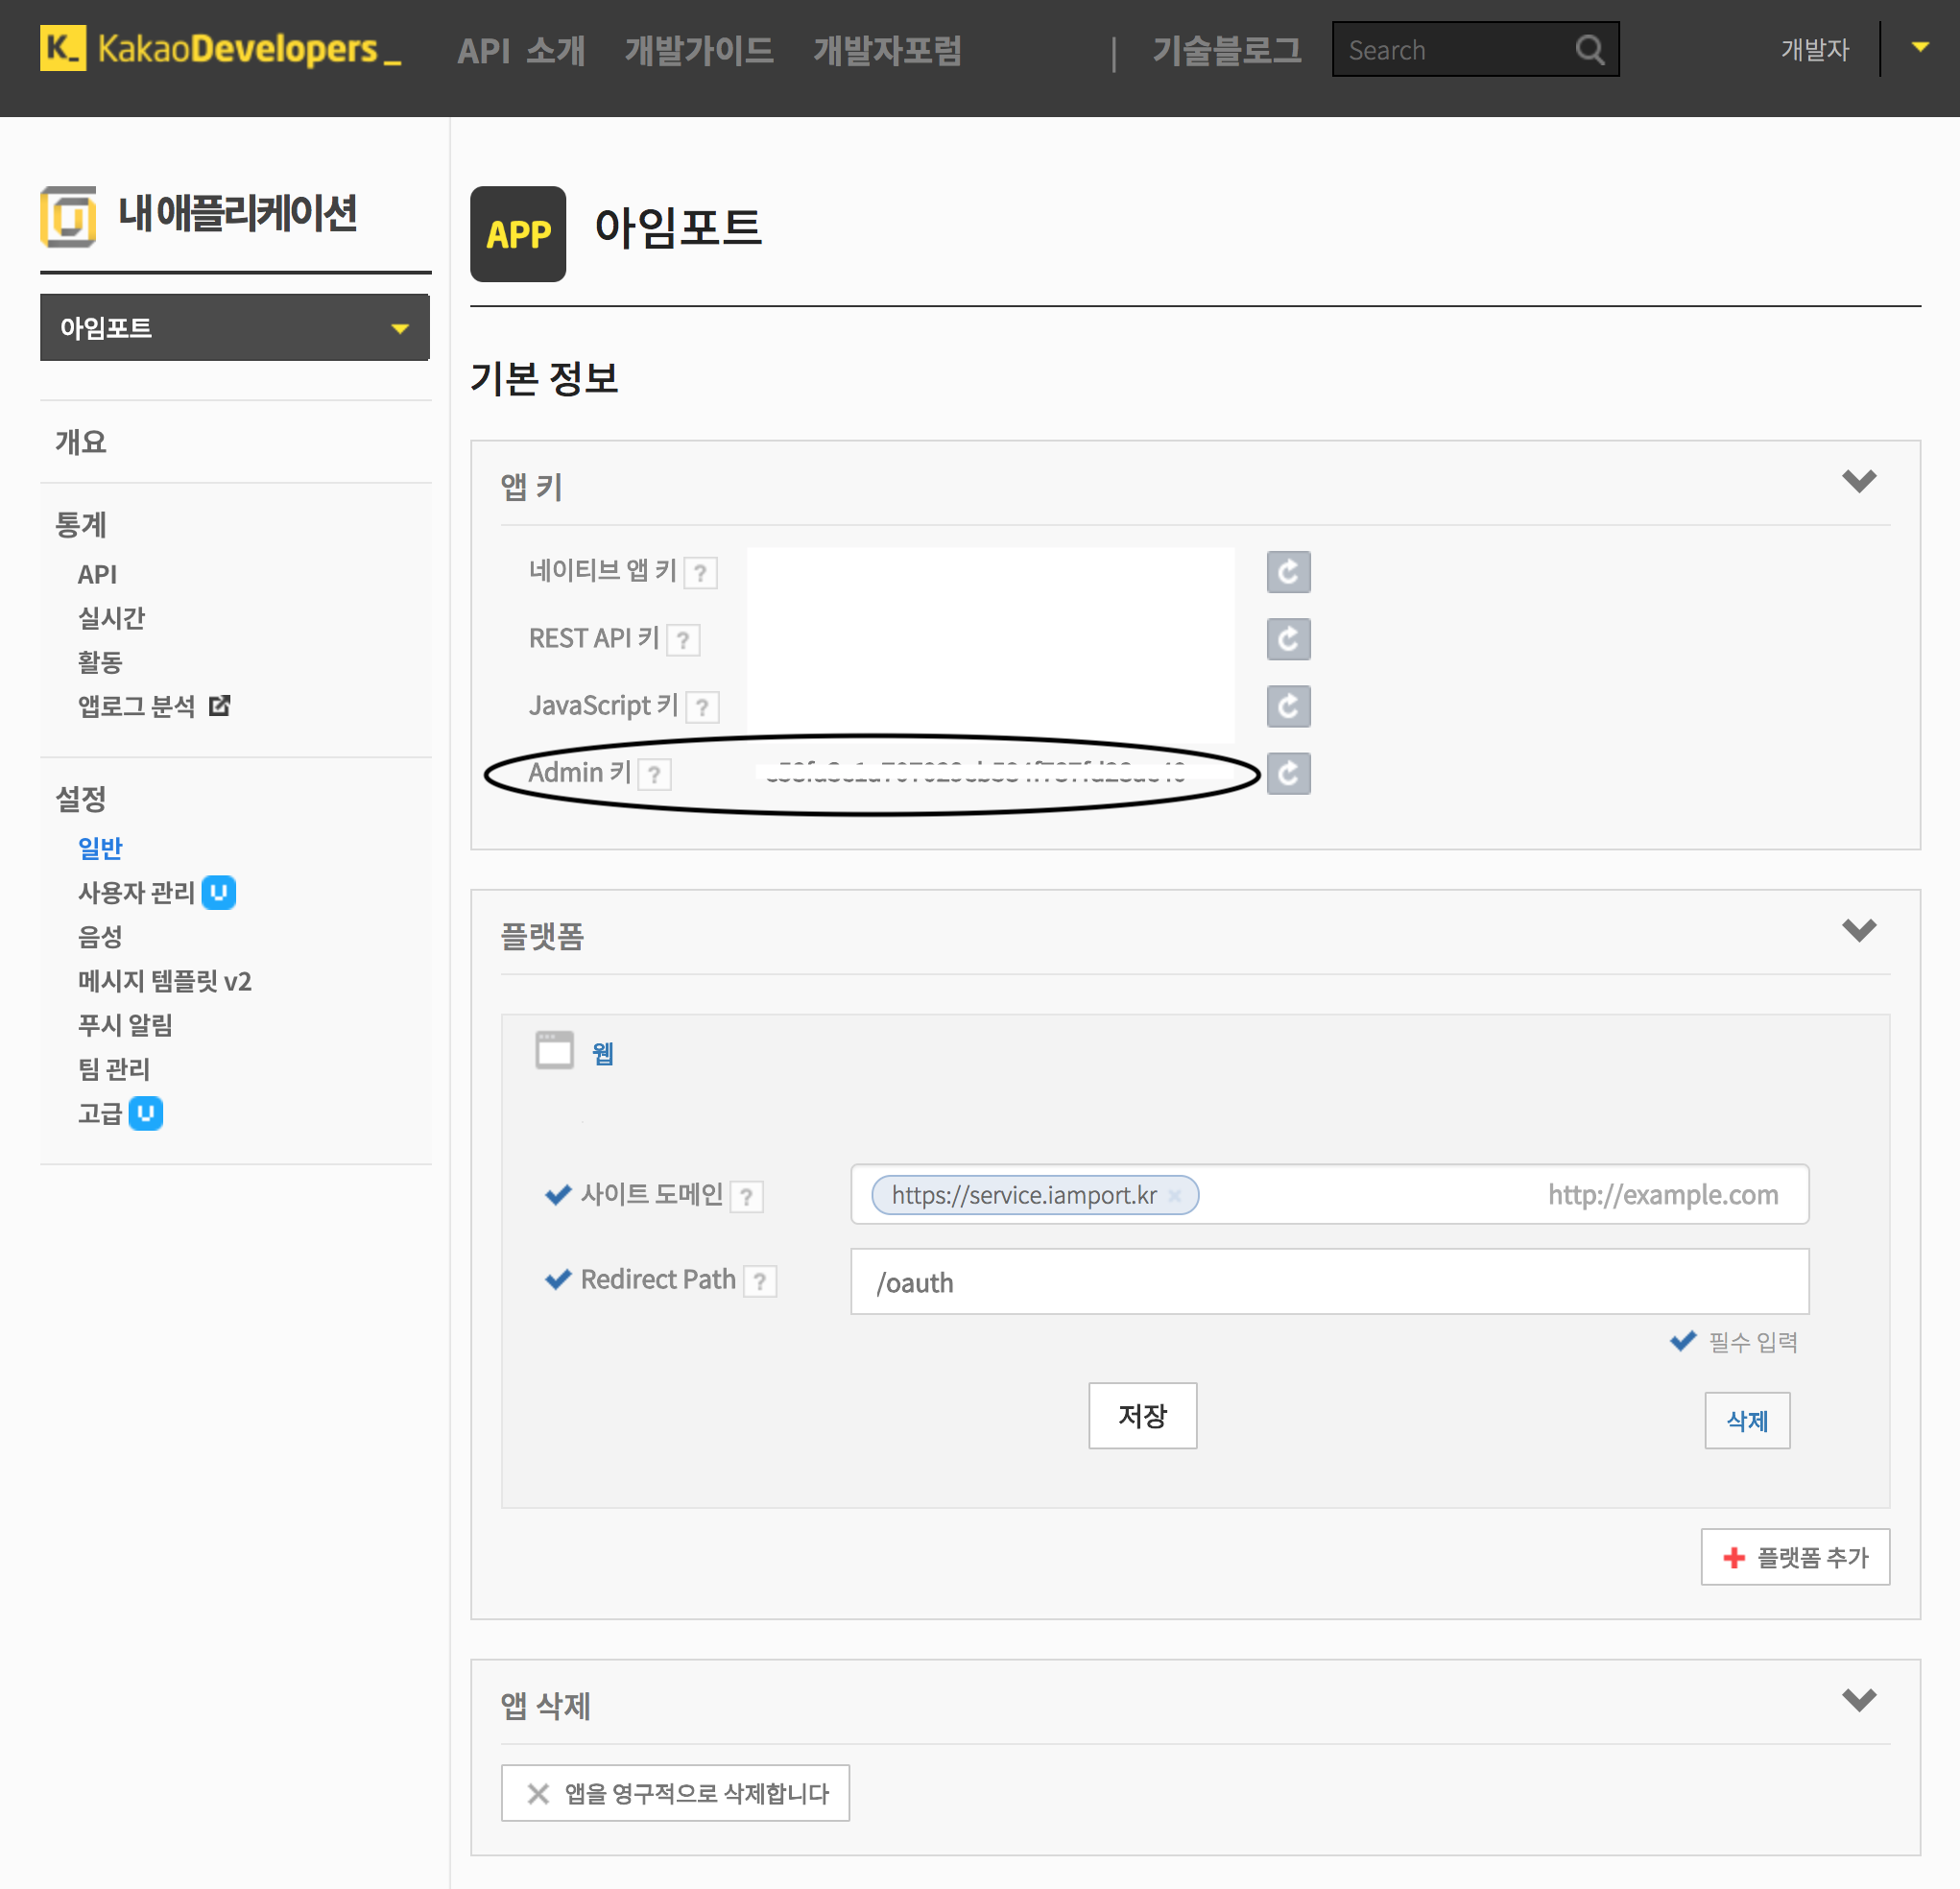 K_ KakaoDevelopers_ API 소개 개발가이드 개발자포럼 | 기술블로그 Search 개발자
내 애플리케이션
아임포트
개요
통계
API
실시간
활동
앱로그 분석
설정
일반
사용자 관리
음성
메시지 템플릿 v2
푸시 알림
팀 관리
고급
APP 아임포트
기본 정보
앱 키
네이티브 앱 키 ?
REST API 키 ?
JavaScript 키 ?
Admin 키 ?
플랫폼
웹
사이트 도메인 ? https://service.iamport.kr × http://example.com
Redirect Path ? /oauth
필수 입력
저장 삭제
플랫폼 추가
앱 삭제
앱을 영구적으로 삭제합니다